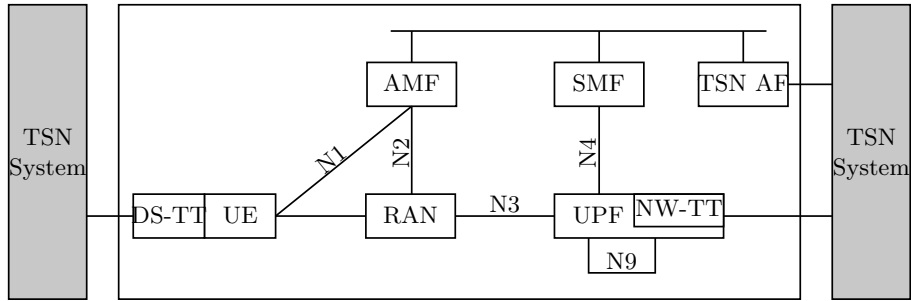 AMF
SMF
TSN AF
TSN
System
TSN
System
N1
N2
N4
DS-TT
UE
RAN
N3
UPF
NW-TT
N9